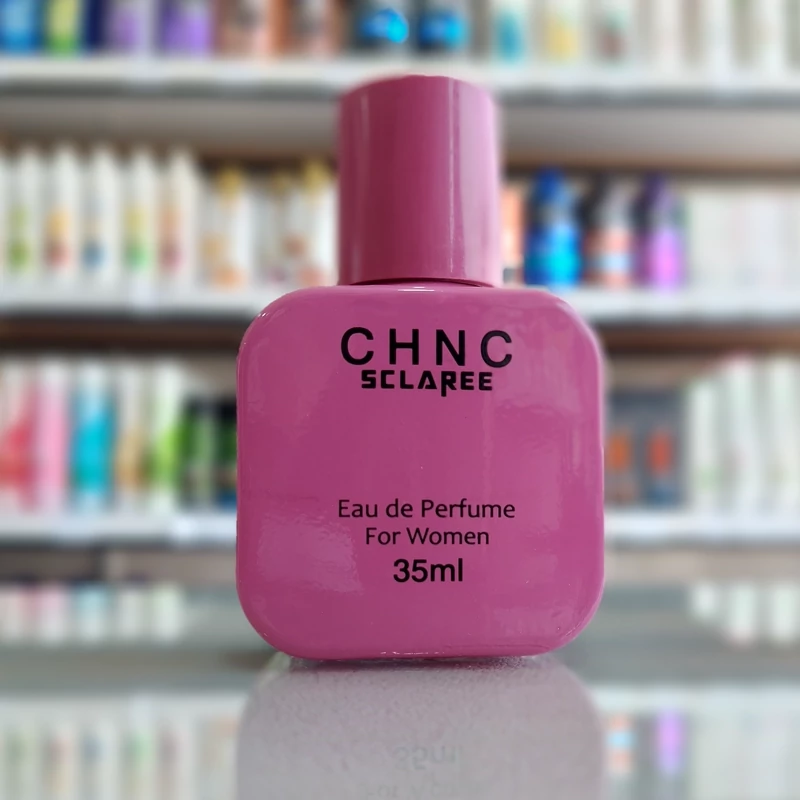 CHNC
SCLAREE
Eau de Perfume
For Women
35ml